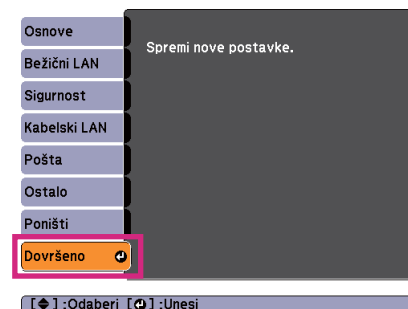 Osnove
Spremi nove postavke.
Bežični LAN
Sigurnost
Kabelski LAN
Pošta
Ostalo
Poništi
Dovršeno
[ ] :Odaberi [ ] :Unesi